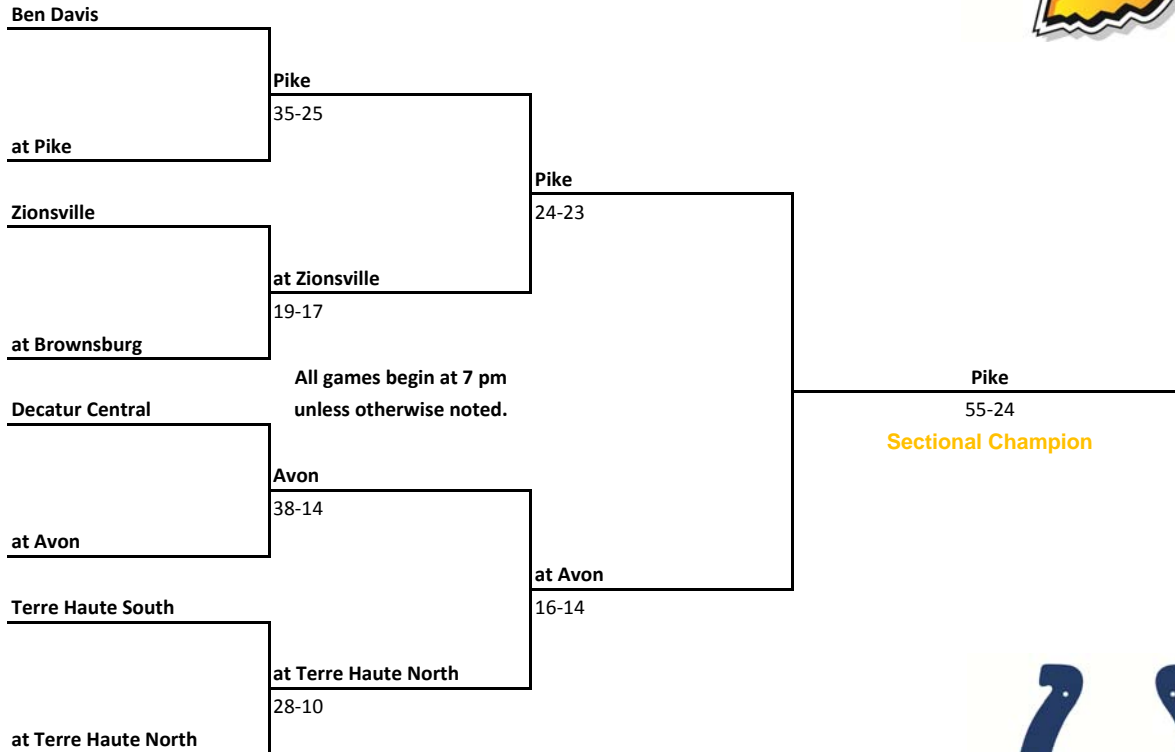 Ben Davis
Pike
35-25
at Pike
Pike
24-23
Zionsville
at Zionsville
19-17
at Brownsburg
All games begin at 7 pm
unless otherwise noted.
Pike
55-24
Sectional Champion
Decatur Central
Avon
38-14
at Avon
at Avon
16-14
Terre Haute South
at Terre Haute North
28-10
at Terre Haute North